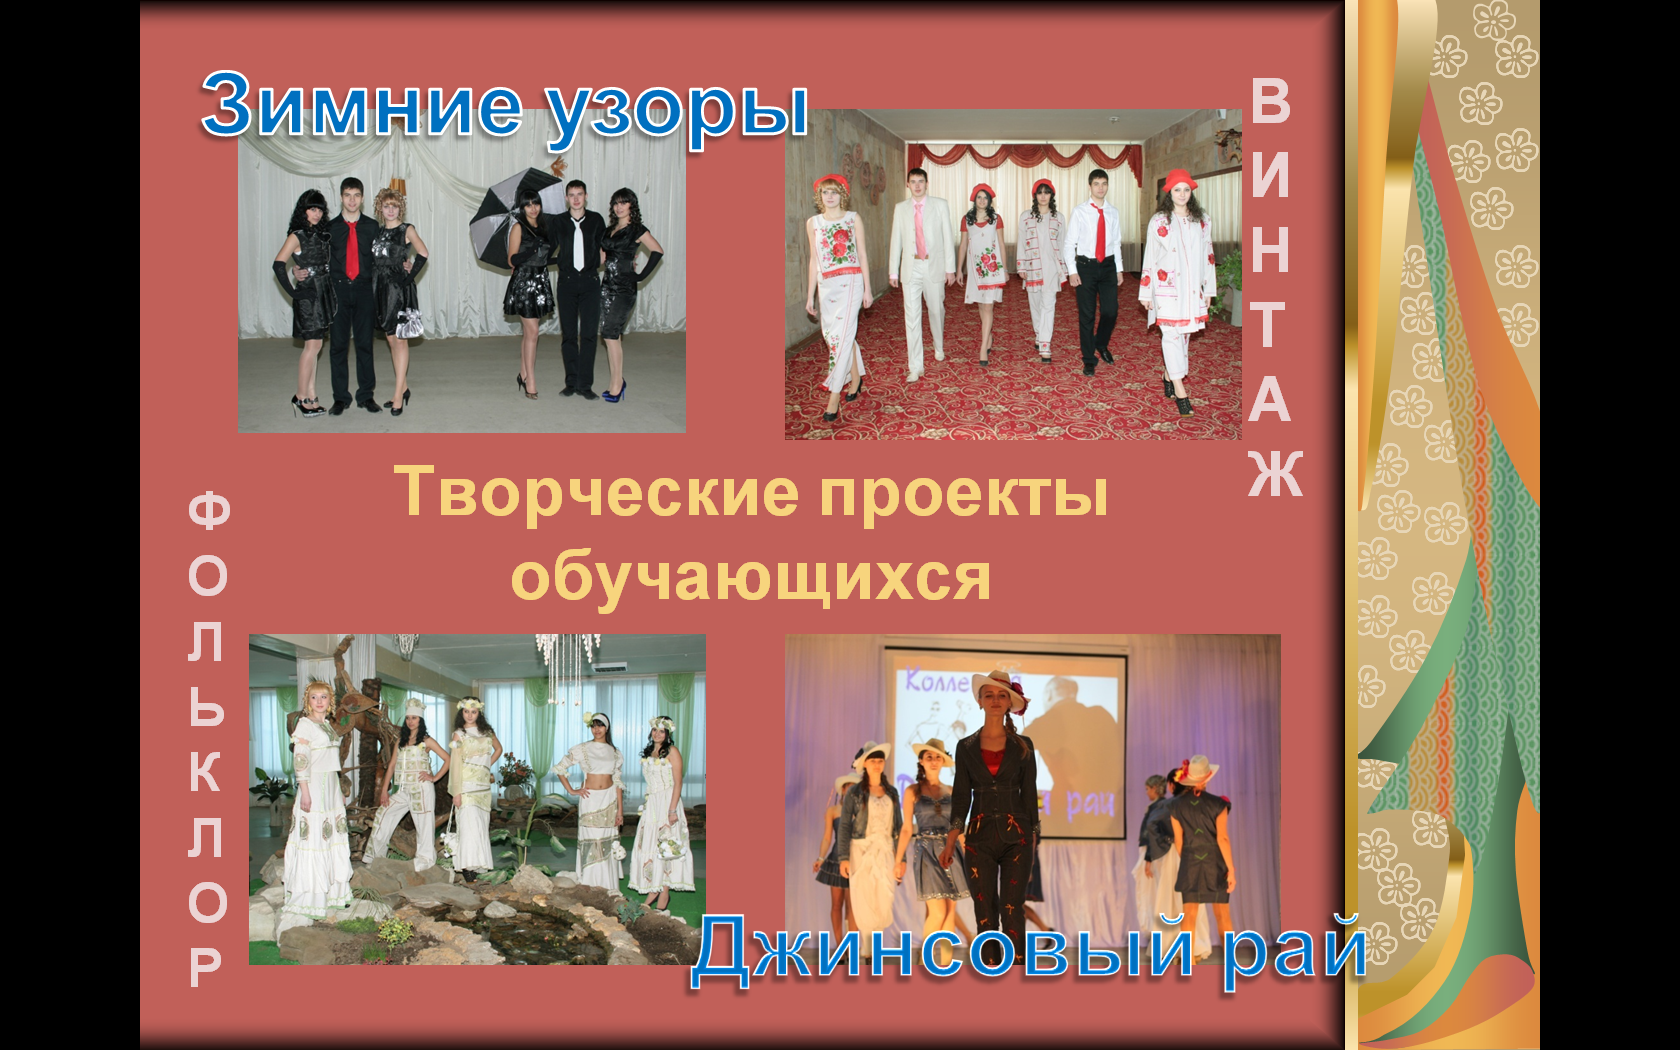 Зимние узоры
ВИНТАЖ
Творческие проекты
обучающихся
ФОЛЬКЛОР
Джинсовый рай